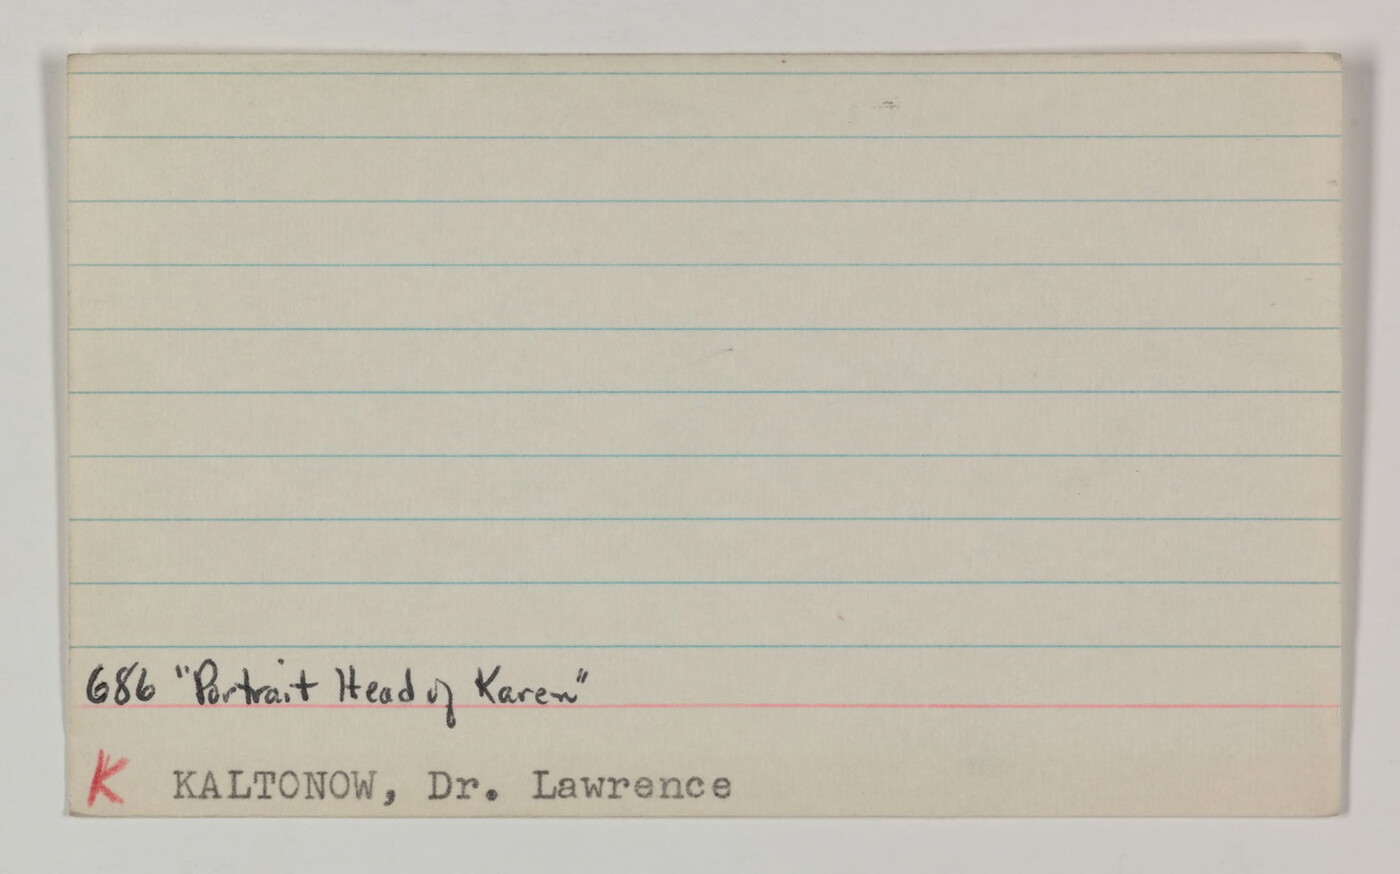 686 "Portrait Head of Karen"
K KALTONOW, Dr. Lawrence